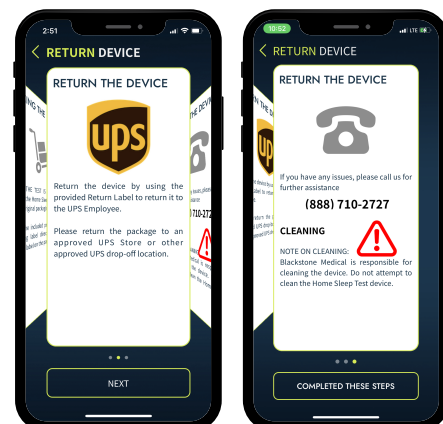 2:51
RETURN DEVICE
RETURN THE DEVICE
ups
Return the device by using the
provided Return Label to return it to
the UPS Employee.
Please return the package to an
approved UPS Store or other
approved UPS drop-off location.
NEXT
10:52
LTE
RETURN DEVICE
RETURN THE DEVICE
If you have any issues, please call us for
further assistance
(888) 710-2727
CLEANING
NOTE ON CLEANING:
Blackstone Medical is responsible for
cleaning the device. Do not attempt to
clean the Home Sleep Test device.
COMPLETED THESE STEPS